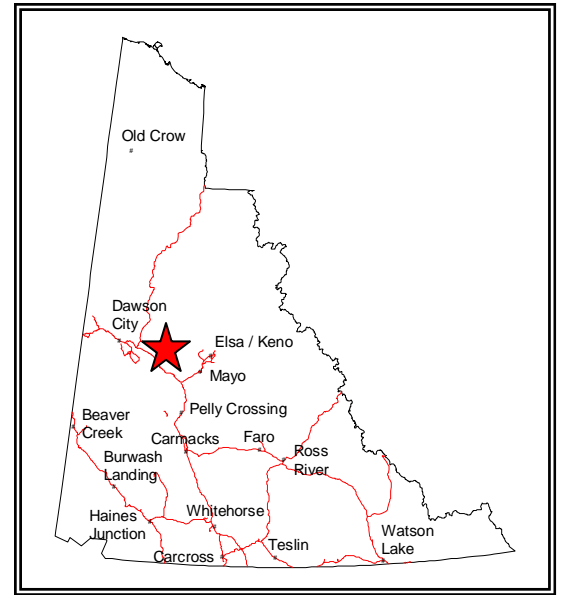 Old Crow
Dawson
City
Elsa / Keno
Mayo
Beaver
Creek
Pelly Crossing
Carmacks
Faro
Ross
River
Burwash
Landing
Haines
Junction
Whitehorse
Watson
Lake
Carcross
Teslin